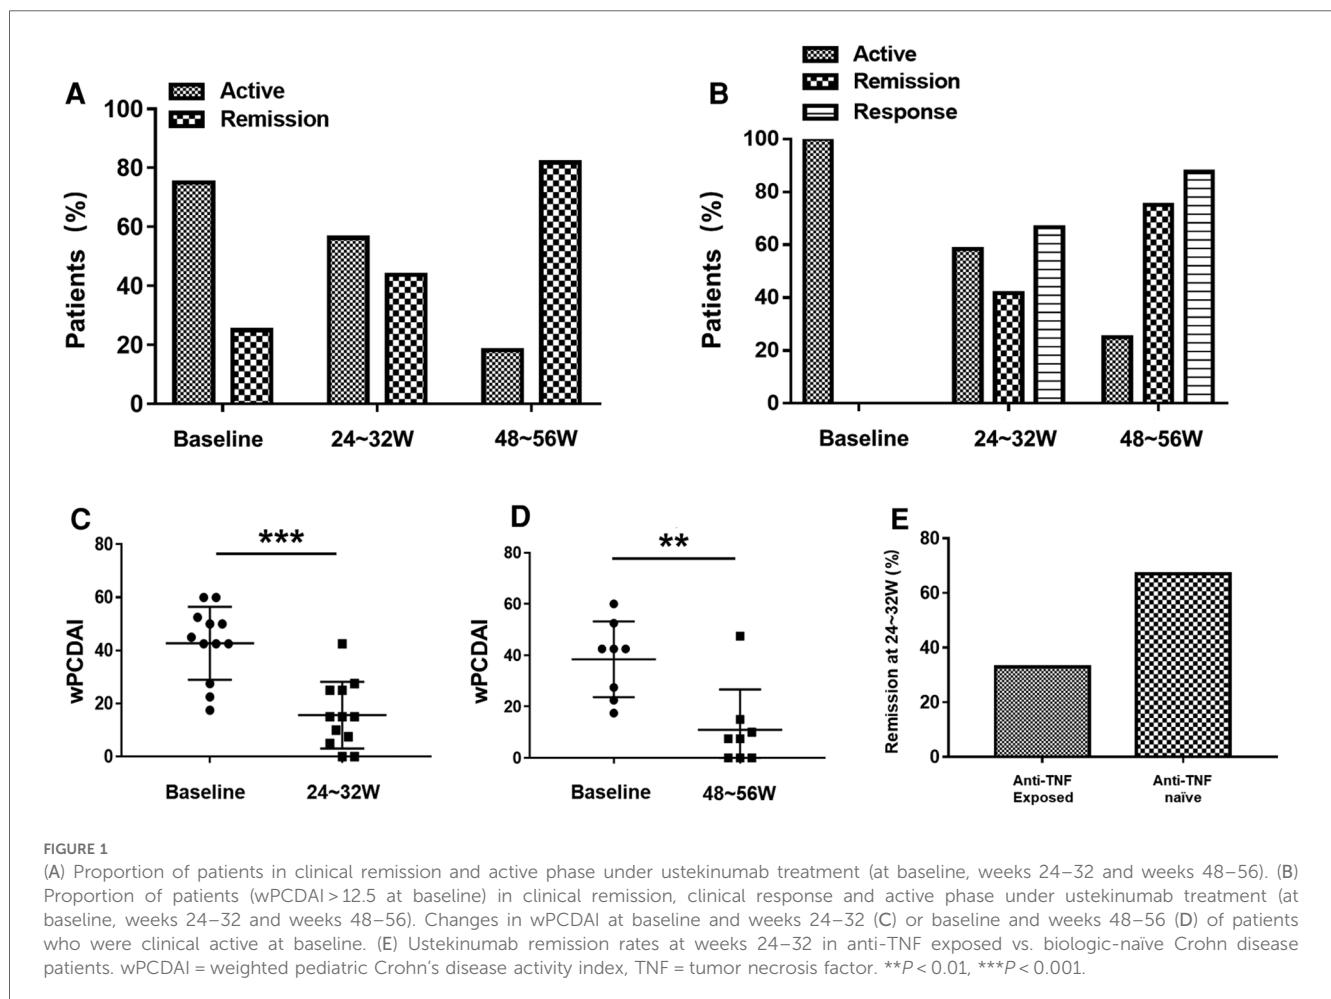 A
Active
Remission
100
80
60
40
20
0
Patients (%)
Baseline
24~32W
48~56W
B
Active
Remission
Response
100
80
60
40
20
0
Patients (%)
Baseline
24~32W
48~56W
C
***
80
60
40
20
0
wPCDAI
Baseline
24~32W
D
**
80
60
40
20
0
wPCDAI
Baseline
48~56W
E
80
60
40
20
0
Remission at 24~32W (%)
Anti-TNF
Exposed
Anti-TNF
naïve
FIGURE 1
(A) Proportion of patients in clinical remission and active phase under ustekinumab treatment (at baseline, weeks 24–32 and weeks 48–56). (B)
Proportion of patients (wPCDAI > 12.5 at baseline) in clinical remission, clinical response and active phase under ustekinumab treatment (at
baseline, weeks 24–32 and weeks 48–56). Changes in wPCDAI at baseline and weeks 24–32 (C) or baseline and weeks 48–56 (D) of patients
who were clinical active at baseline. (E) Ustekinumab remission rates at weeks 24–32 in anti-TNF exposed vs. biologic-naïve Crohn disease
patients. wPCDAI = weighted pediatric Crohn's disease activity index, TNF = tumor necrosis factor. **P < 0.01, ***P < 0.001.